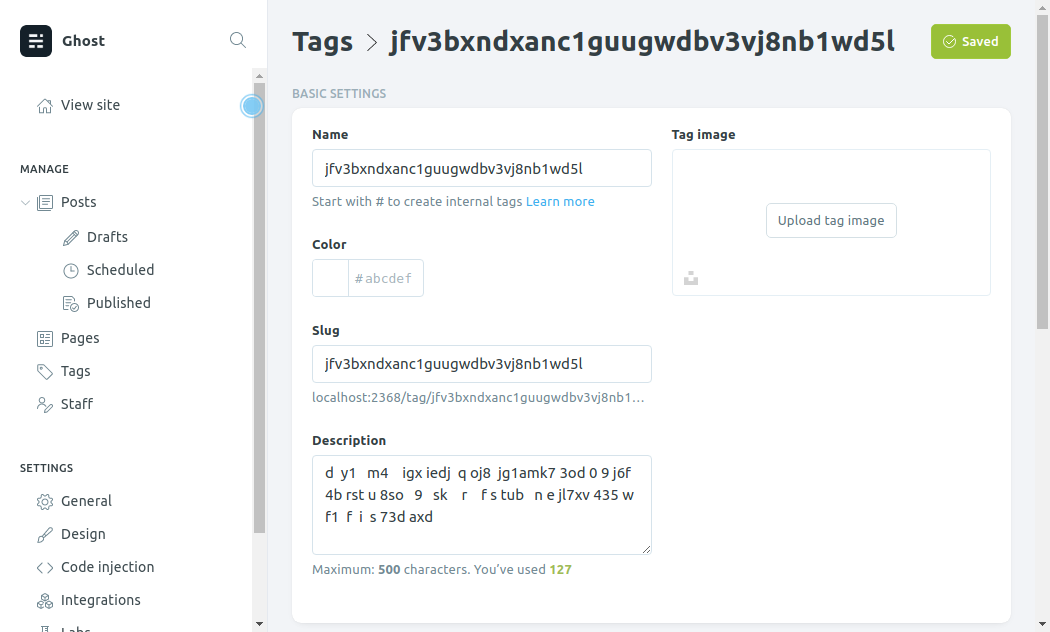 Ghost
View site
MANAGE
Posts
Drafts
Scheduled
Published
Pages
Tags
Staff
SETTINGS
General
Design
Code injection
Integrations
Labs
Tags > jfv3bxndxanc1guugwdbv3vj8nb1wd5l
Saved
BASIC SETTINGS
Name
jfv3bxndxanc1guugwdbv3vj8nb1wd5l
Start with # to create internal tags Learn more
Color
#abcdef
Slug
jfv3bxndxanc1guugwdbv3vj8nb1wd5l
localhost:2368/tag/jfv3bxndxanc1guugwdbv3vj8nb1...
Description
d y1 m4 igx iedj q oj8 jg1amk7 3od 0 9 j6f
4b rst u 8so 9 sk r f s tub n e jl7xv 435 w
f1 f i s 73d axd
Maximum: 500 characters. You’ve used 127
Tag image
Upload tag image